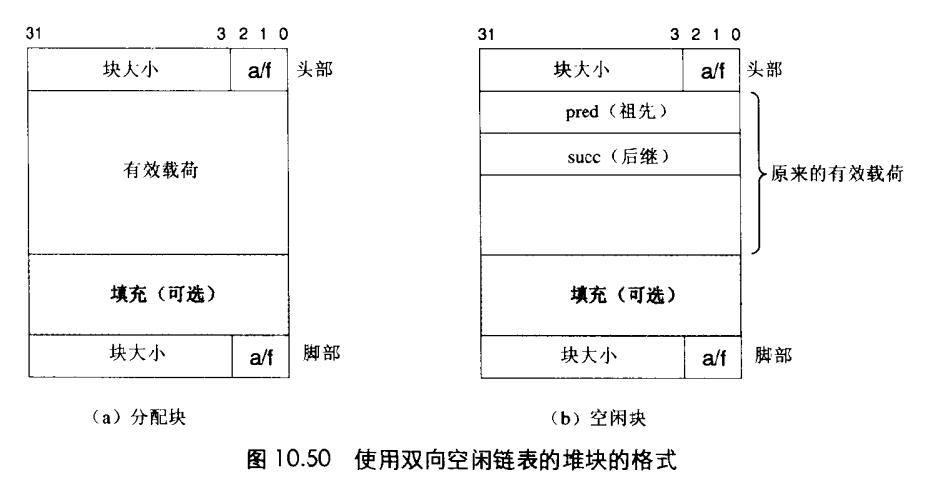 31 3 2 1 0
块大小 a/f 头部
有效载荷
填充（可选）
块大小 a/f 脚部
（a）分配块
31 3 2 1 0
块大小 a/f 头部
pred（祖先）
succ（后继）
原来的有效载荷
填充（可选）
块大小 a/f 脚部
（b）空闲块
图 10.50 使用双向空闲链表的堆块的格式